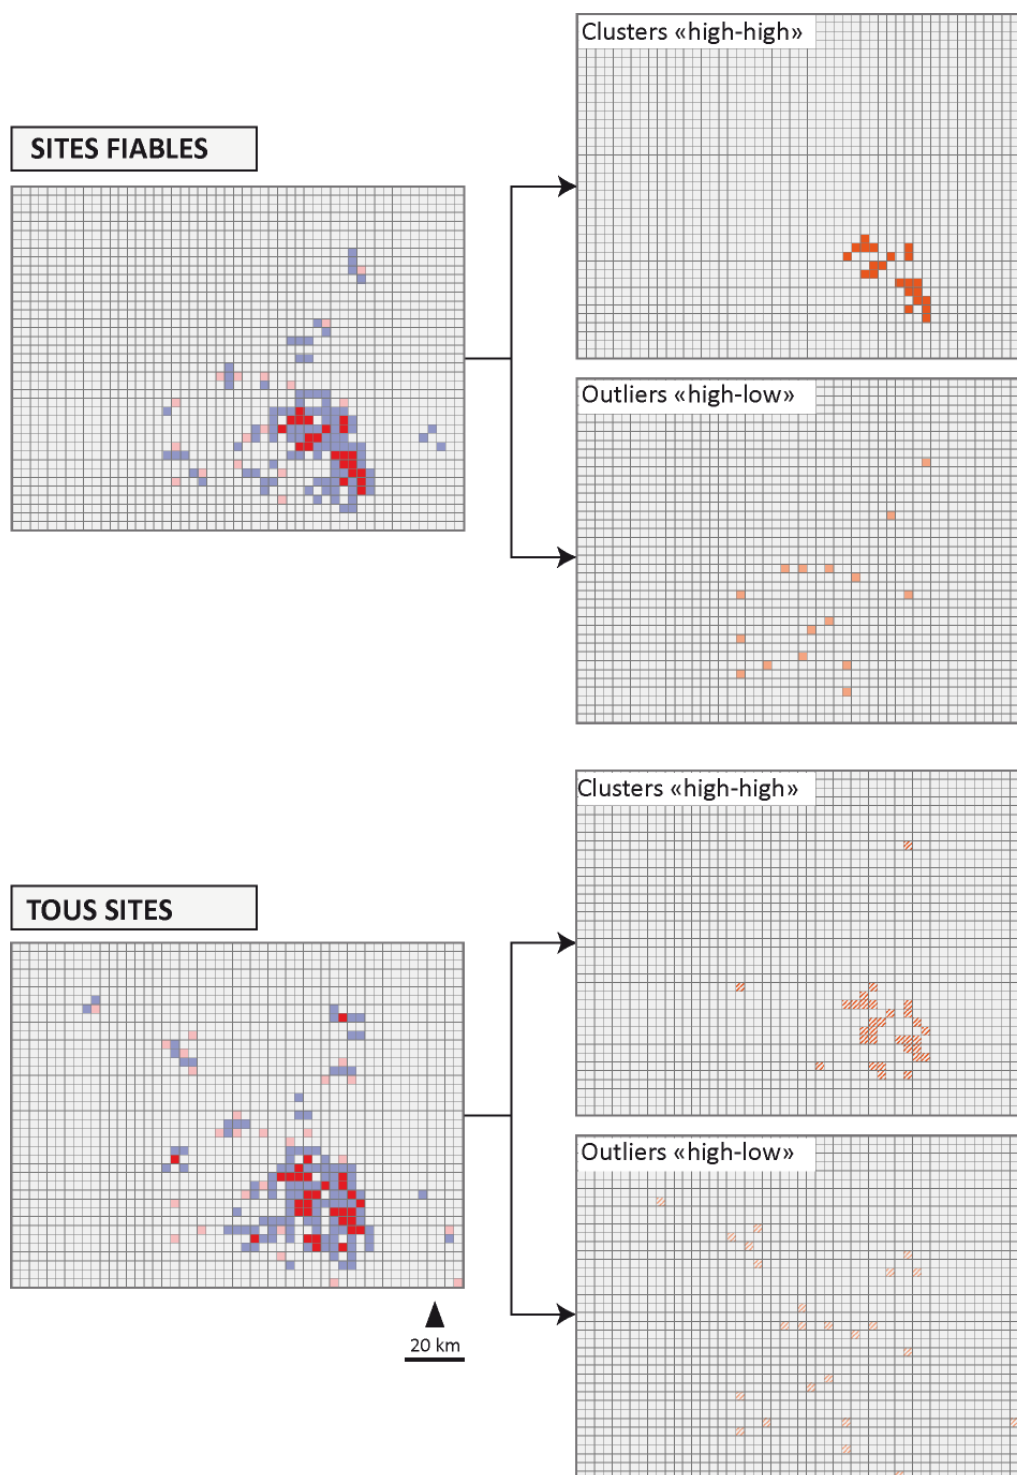 Clusters «high-high»
SITES FIABLES
Outliers «high-low»
Clusters «high-high»
TOUS SITES
Outliers «high-low»
20 km